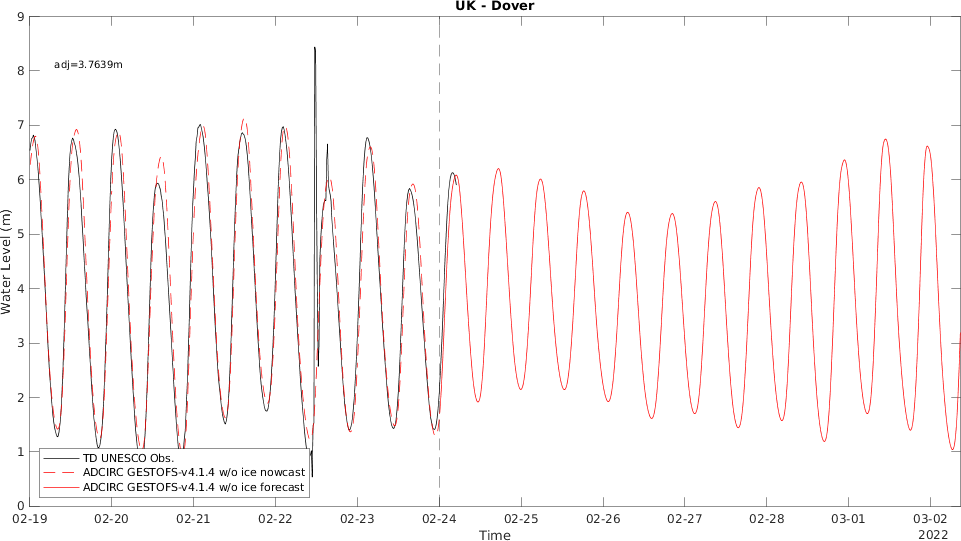 UK - Dover
9
8
7
6
5
4
3
2
1
0
adj=3.7639m
Water Level (m)
TD UNESCO Obs.
ADCIRC GESTOFS-v4.1.4 w/o ice nowcast
ADCIRC GESTOFS-v4.1.4 w/o ice forecast
02-19 02-20 02-21 02-22 02-23 02-24 02-25 02-26 02-27 02-28 03-01 03-02
Time 2022